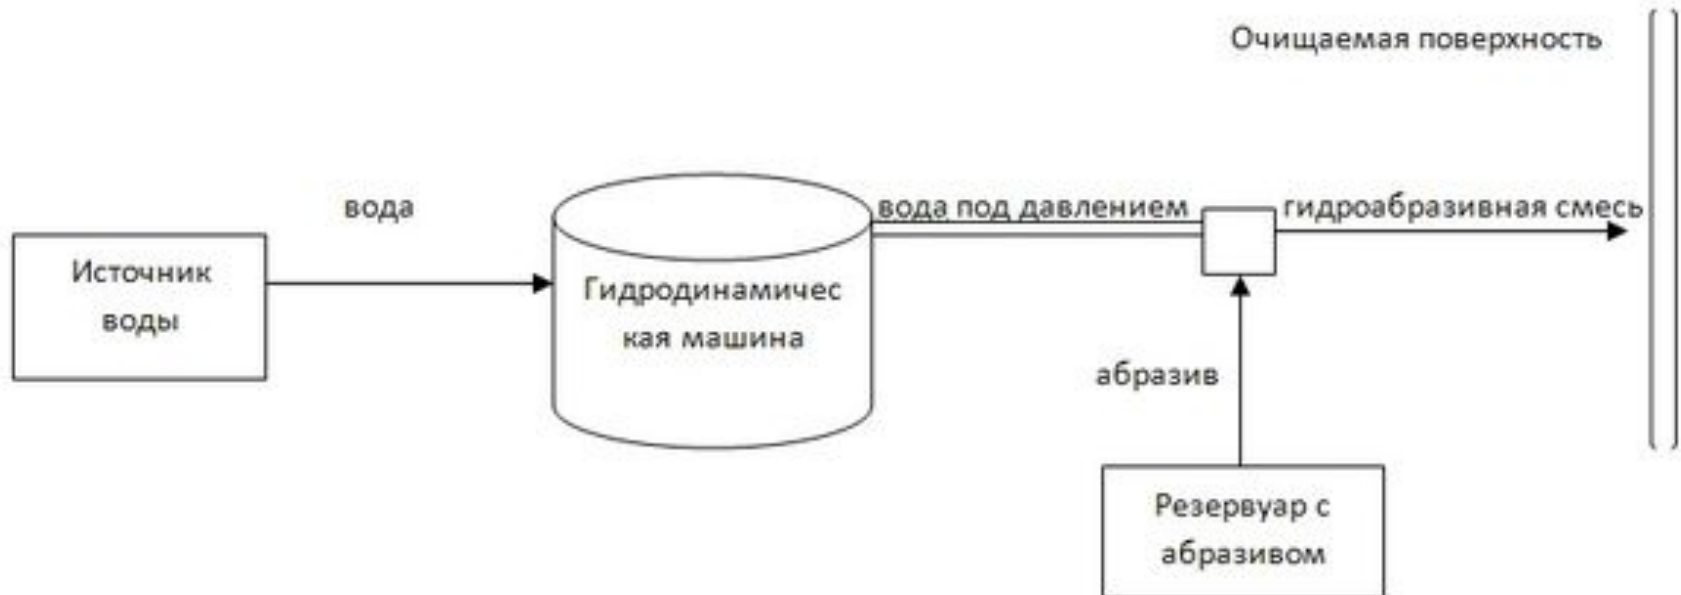 Очищаемая поверхность
вода
вода под давлением
гидроабразивная смесь
Источник
воды
Гидродинамичес
кая машина
абразив
Резервуар с
абразивом